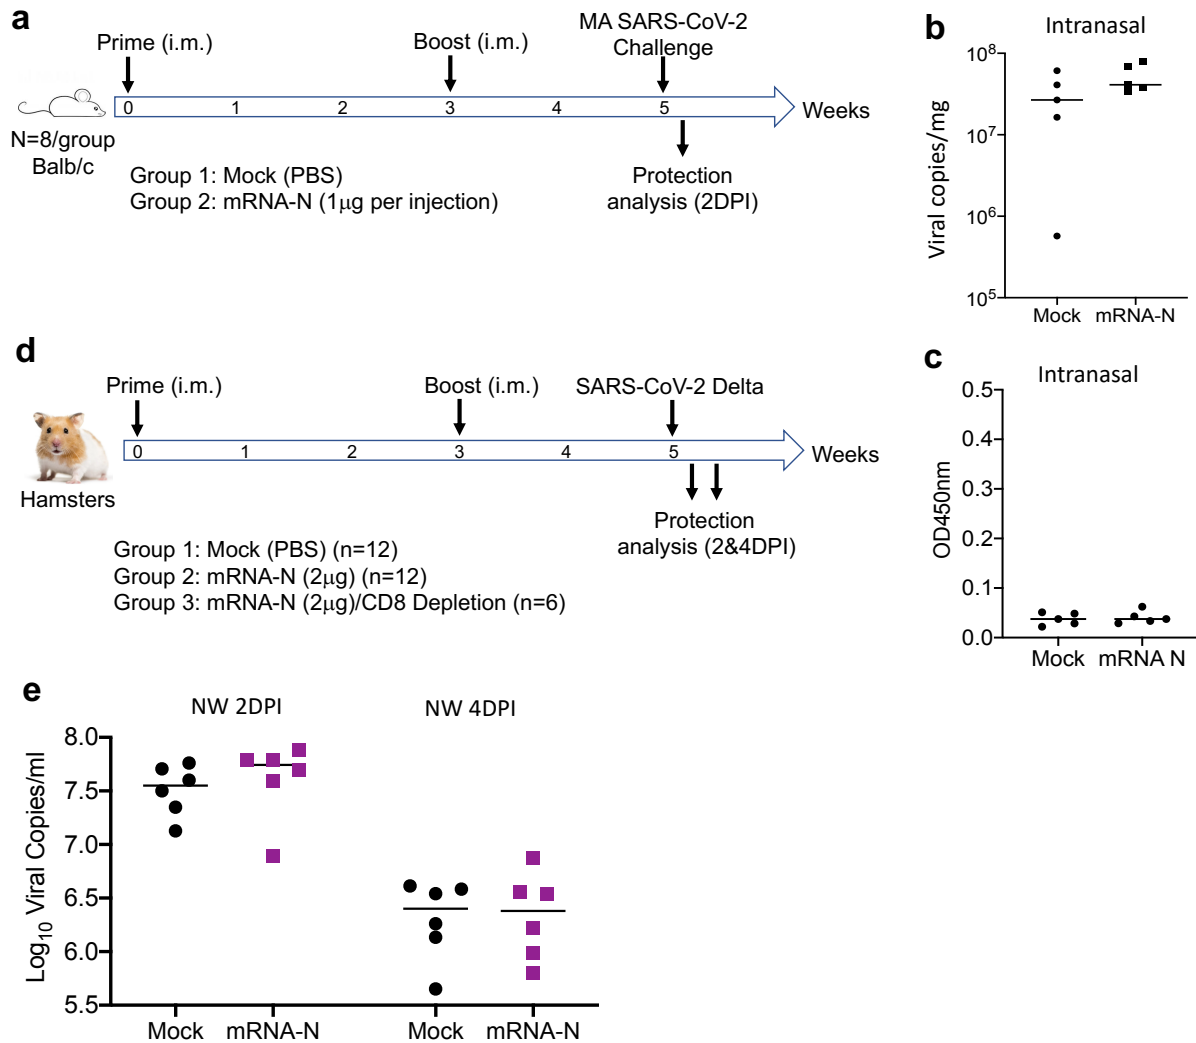 a
Prime (i.m.)
Boost (i.m.)
MA SARS-CoV-2
Challenge
0 1 2 3 4 5
Weeks
N=8/group
Balb/c
Group 1: Mock (PBS)
Group 2: mRNA-N (1μg per injection)
Protection
analysis (2DPI)
b
Intranasal
Viral copies/mg
10⁸
10⁷
10⁶
10⁵
Mock mRNA-N
d
Prime (i.m.)
Boost (i.m.)
SARS-CoV-2 Delta
0 1 2 3 4 5
Weeks
Hamsters
Group 1: Mock (PBS) (n=12)
Group 2: mRNA-N (2μg) (n=12)
Group 3: mRNA-N (2μg)/CD8 Depletion (n=6)
Protection
analysis (2&4DPI)
c
Intranasal
OD450nm
0.5
0.4
0.3
0.2
0.1
0.0
Mock mRNA N
e
NW 2DPI
NW 4DPI
Log₁₀ Viral Copies/ml
8.0
7.5
7.0
6.5
6.0
5.5
Mock mRNA-N Mock mRNA-N